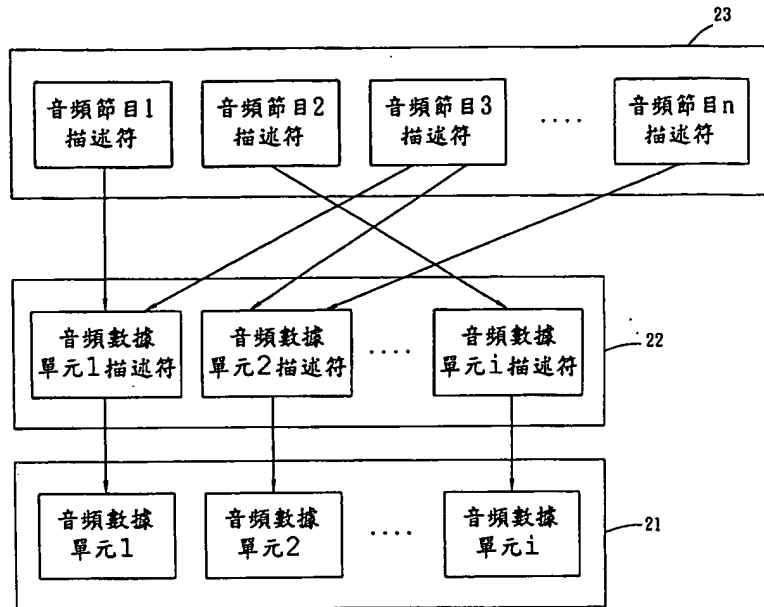 23
音頻節目1
描述符
音頻節目2
描述符
音頻節目3
描述符
....
音頻節目n
描述符
音頻數據
單元1描述符
音頻數據
單元2描述符
....
音頻數據
單元i描述符
22
音頻數據
單元1
音頻數據
單元2
....
音頻數據
單元i
21